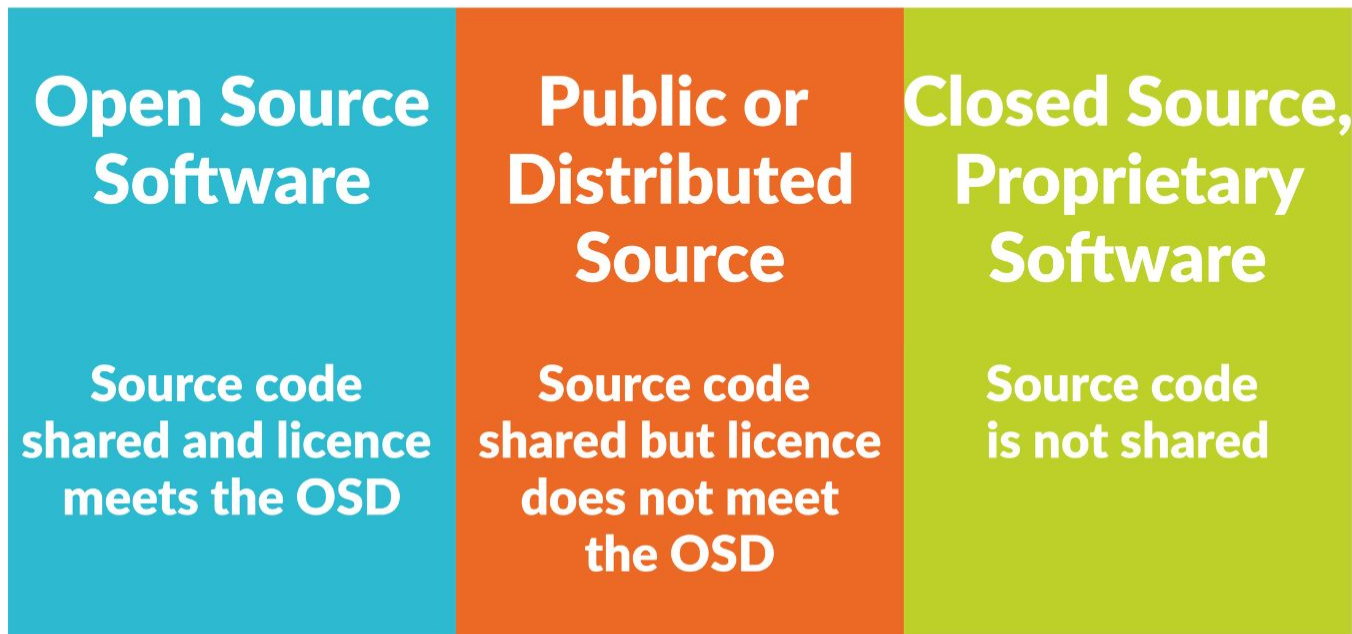 Open Source
Software
Source code
shared and licence
meets the OSD
Public or
Distributed
Source
Source code
shared but licence
does not meet
the OSD
Closed Source,
Proprietary
Software
Source code
is not shared